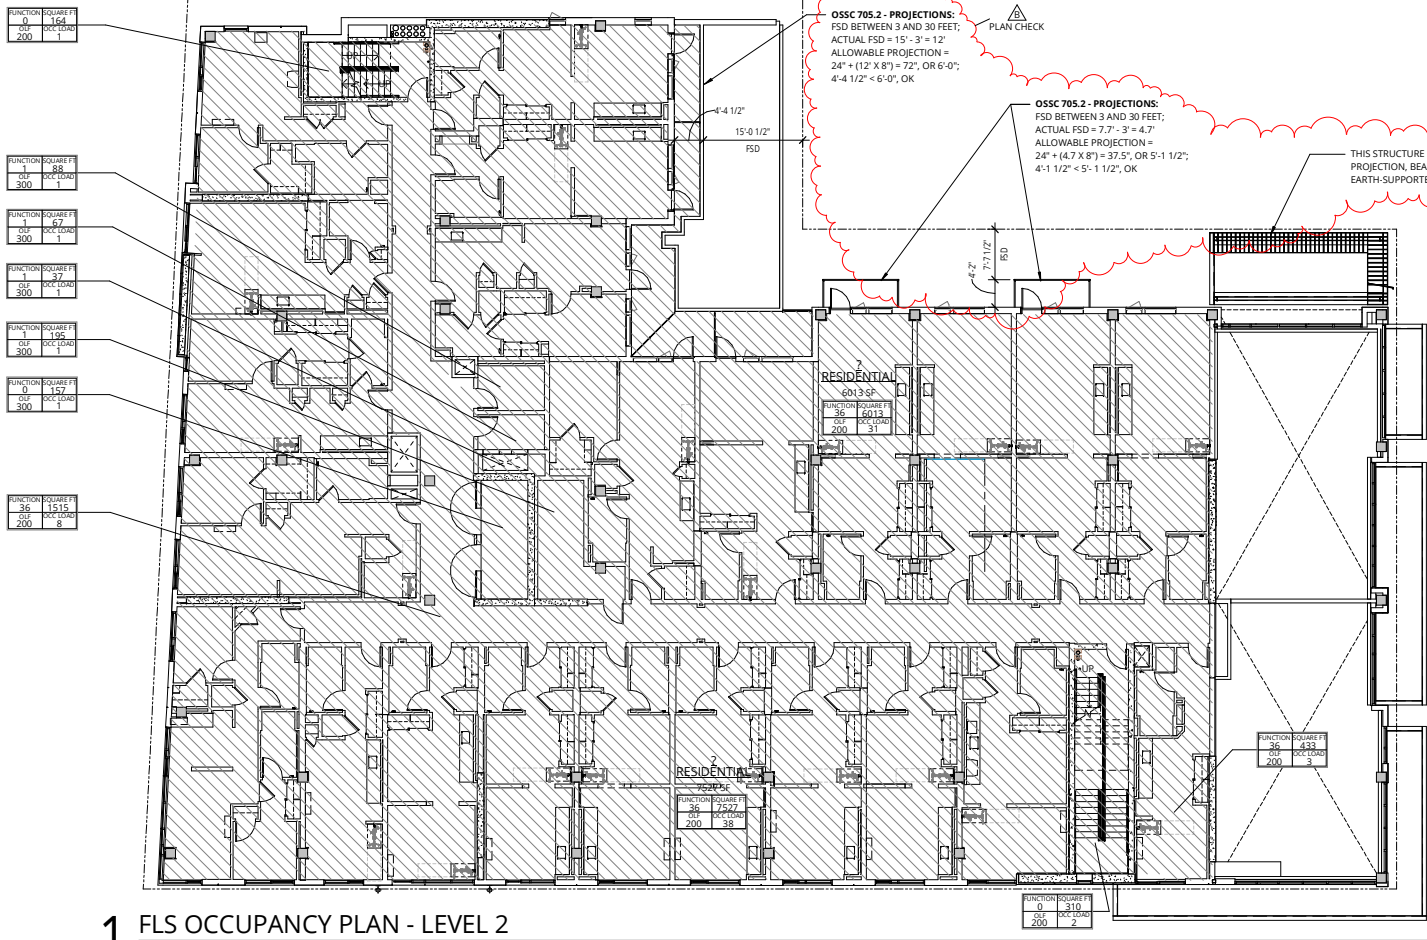 FUNCTION SQUARE FT
0 164
OLF OCC LOAD
200 1
FUNCTION SQUARE FT
1 88
OLF OCC LOAD
300 1
FUNCTION SQUARE FT
1 67
OLF OCC LOAD
300 1
FUNCTION SQUARE FT
1 37
OLF OCC LOAD
300 1
FUNCTION SQUARE FT
1 195
OLF OCC LOAD
300 1
FUNCTION SQUARE FT
0 157
OLF OCC LOAD
300 1
FUNCTION SQUARE FT
36 1515
OLF OCC LOAD
200 8
OSSC 705.2 - PROJECTIONS:
FSD BETWEEN 3 AND 30 FEET;
ACTUAL FSD = 15' - 3' = 12'
ALLOWABLE PROJECTION =
24" + (12' X 8") = 72", OR 6'-0";
4'-4 1/2" < 6'-0", OK
B
PLAN CHECK
OSSC 705.2 - PROJECTIONS:
FSD BETWEEN 3 AND 30 FEET;
ACTUAL FSD = 7.7' - 3' = 4.7'
ALLOWABLE PROJECTION =
24" + (4.7 X 8") = 37.5", OR 5'-1 1/2";
4'-1 1/2" < 5'- 1 1/2", OK
THIS STRUCTURE
PROJECTION, BEA
EARTH-SUPPORTE
4'-4 1/2"
15'-0 1/2"
FSD
4'-2"
7'-7 1/2"
FSD
2
RESIDENTIAL
6013 SF
FUNCTION SQUARE FT
36 6013
OLF OCC LOAD
200 31
UP
2
RESIDENTIAL
7527 SF
FUNCTION SQUARE FT
36 7527
OLF OCC LOAD
200 38
FUNCTION SQUARE FT
36 433
OLF OCC LOAD
200 3
FUNCTION SQUARE FT
0 310
OLF OCC LOAD
200 2
1 FLS OCCUPANCY PLAN - LEVEL 2